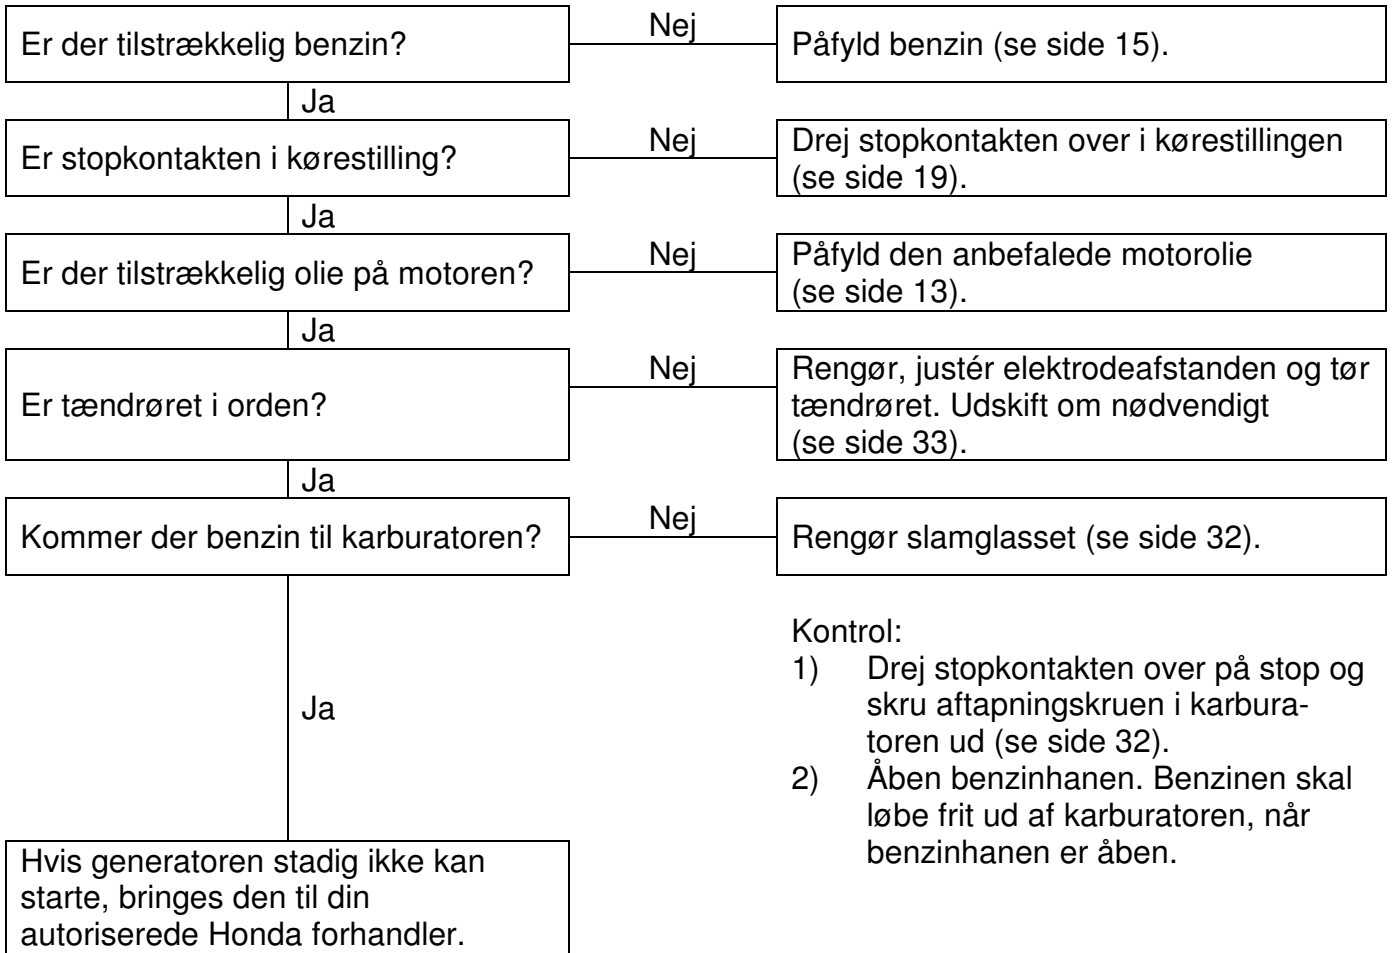 Er der tilstrækkelig benzin?
Nej
Påfyld benzin (se side 15).
Ja
Er stopkontakten i kørestilling?
Nej
Drej stopkontakten over i kørestillingen
(se side 19).
Ja
Er der tilstrækkelig olie på motoren?
Nej
Påfyld den anbefalede motorolie
(se side 13).
Ja
Er tændrøret i orden?
Nej
Rengør, justér elektrodeafstanden og tør
tændrøret. Udskift om nødvendigt
(se side 33).
Ja
Kommer der benzin til karburatoren?
Nej
Rengør slamglasset (se side 32).
Kontrol:
1) Drej stopkontakten over på stop og
skru aftapningskruen i karbura-
toren ud (se side 32).
2) Åben benzinhanen. Benzinen skal
løbe frit ud af karburatoren, når
benzinhanen er åben.
Ja
Hvis generatoren stadig ikke kan
starte, bringes den til din
autoriserede Honda forhandler.